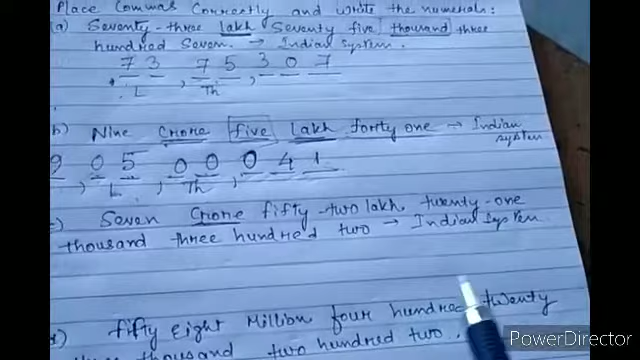 Place Commas Correctly and write the numerals:
(a) Seventy-three lakh Seventy five thousand three
hundred Seven. → Indian System.
7 3 , 7 5 , 3 0 7
L Th
b) Nine Crore five lakh forty one → Indian
System
9 , 0 5 , 0 0 , 0 4 1
L Th
c) Seven Crore fifty-two lakh, twenty-one
thousand three hundred two → Indian System
d) fifty eight Million four hundred twenty
thousand two hundred two.
PowerDirector